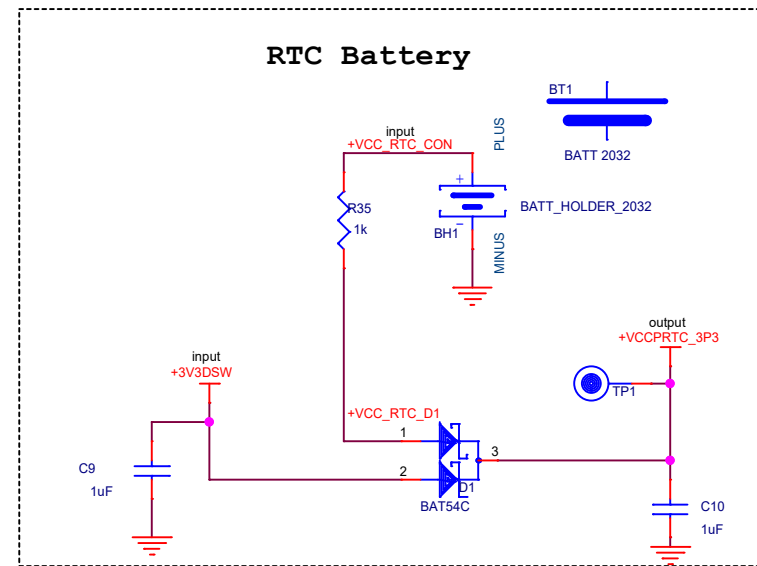 RTC Battery
BT1
BATT 2032
input
+VCC_RTC_CON
PLUS
+
R35
1k
BATT_HOLDER_2032
BH1
−
MINUS
output
+VCCPRTC_3P3
input
+3V3DSW
TP1
+VCC_RTC_D1
1
3
2
C9
1uF
D1
BAT54C
C10
1uF